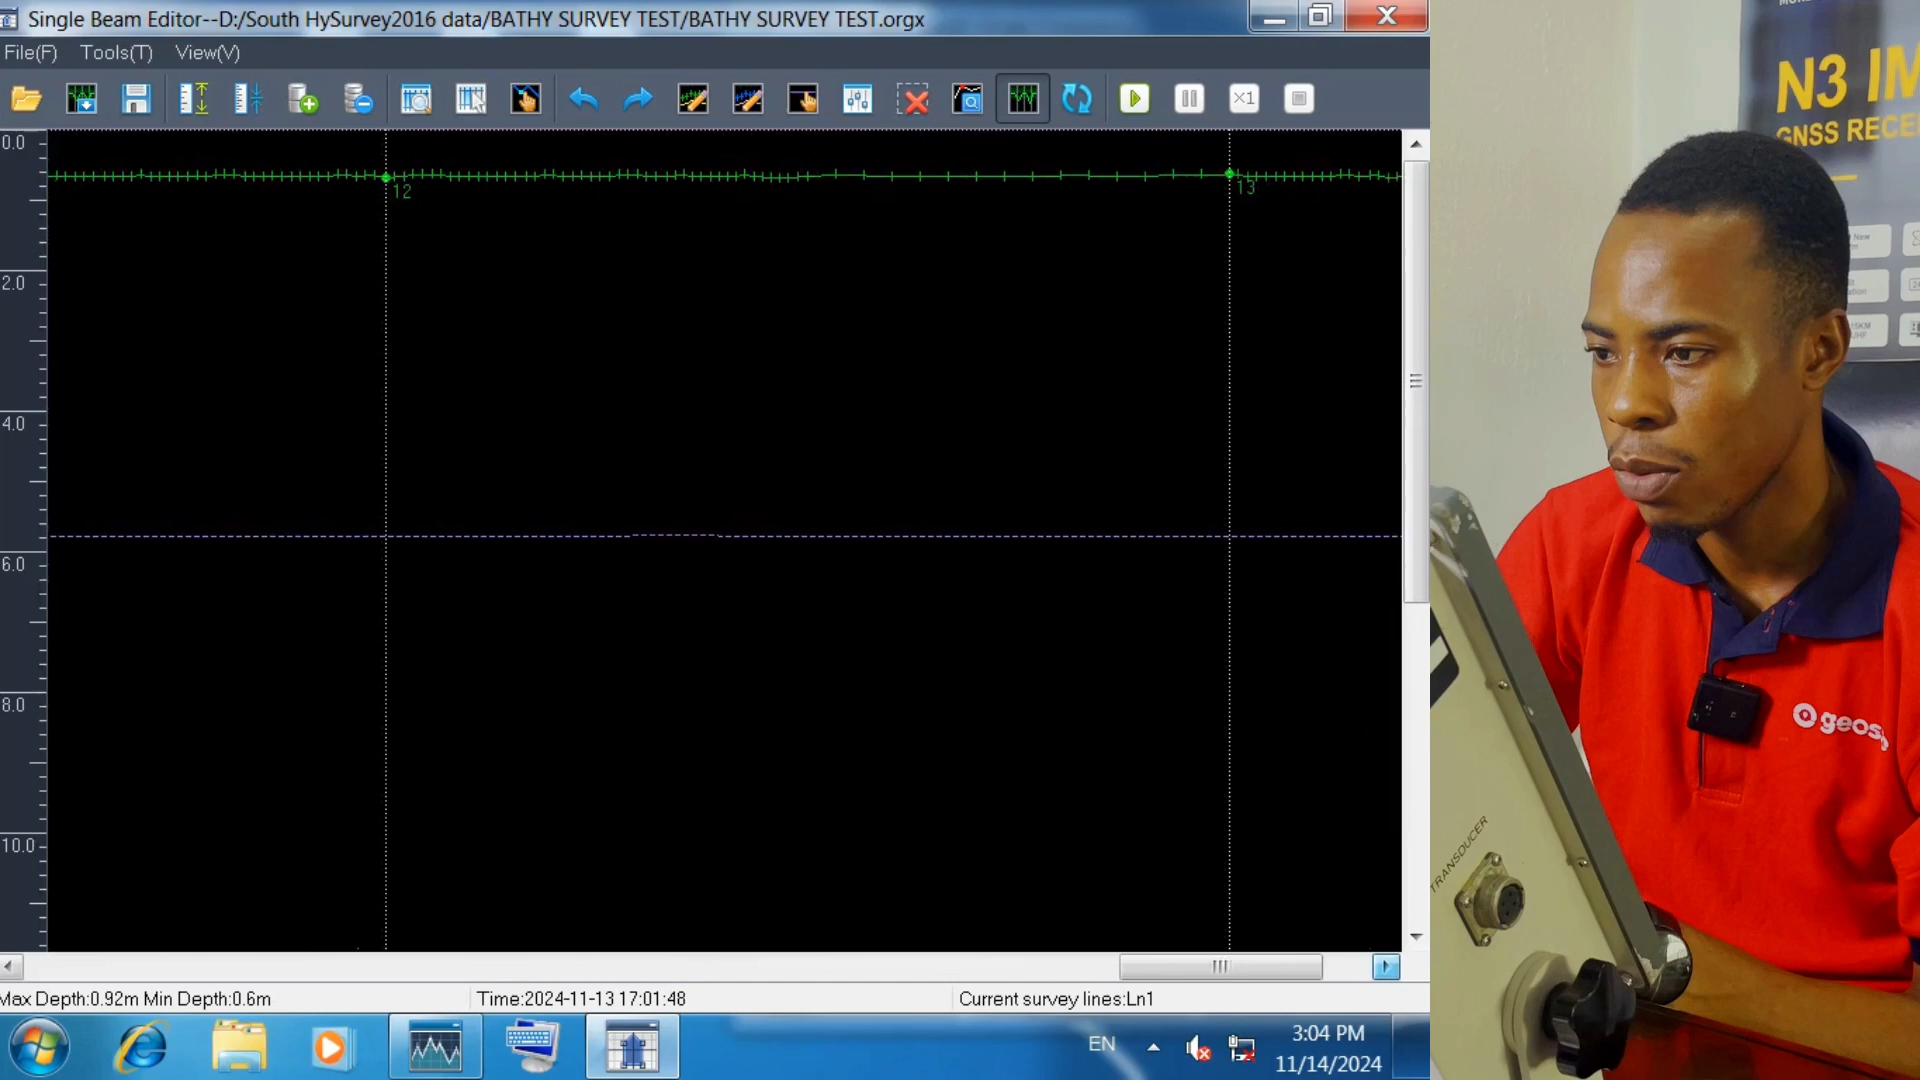 Single Beam Editor--D:/South HySurvey2016 data/BATHY SURVEY TEST/BATHY SURVEY TEST.orgx
File(F) Tools(T) View(V)
×1
0.0
12
13
2.0
4.0
6.0
8.0
10.0
Max Depth:0.92m Min Depth:0.6m
Time:2024-11-13 17:01:48
Current survey lines:Ln1
EN
3:04 PM
11/14/2024
N3 IM
GNSS RECE
New
TRANSDUCER
geos